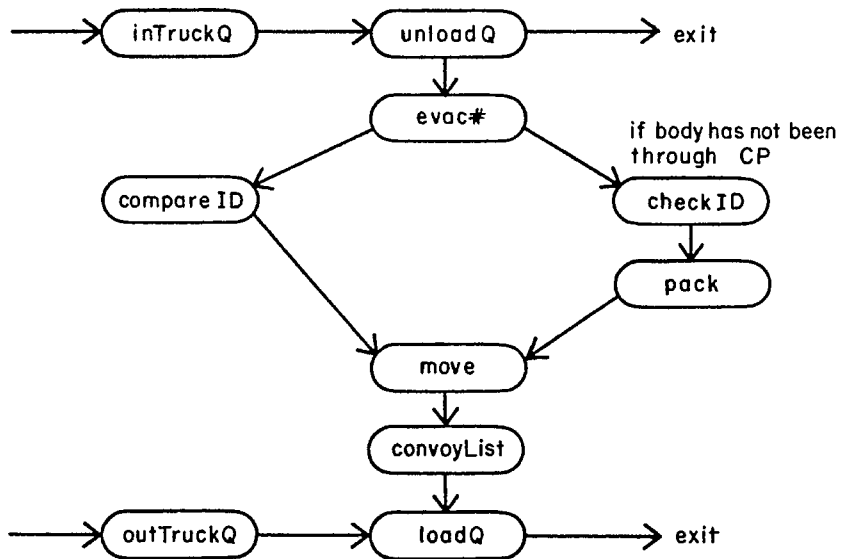 inTruckQ
unloadQ
exit
evac#
if body has not been
through CP
compare ID
check ID
pack
move
convoyList
outTruckQ
loadQ
exit